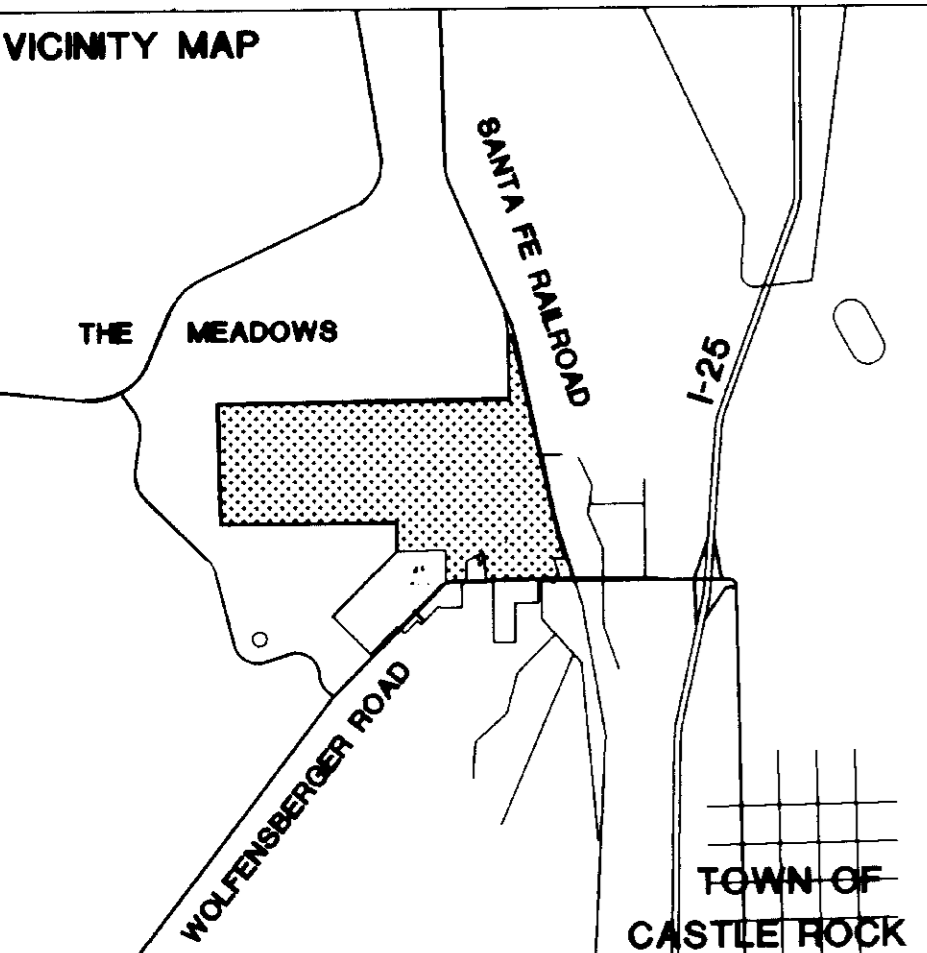 VICINITY MAP
SANTA FE RAILROAD
THE MEADOWS
I-25
WOLFENSBERGER ROAD
TOWN OF
CASTLE ROCK